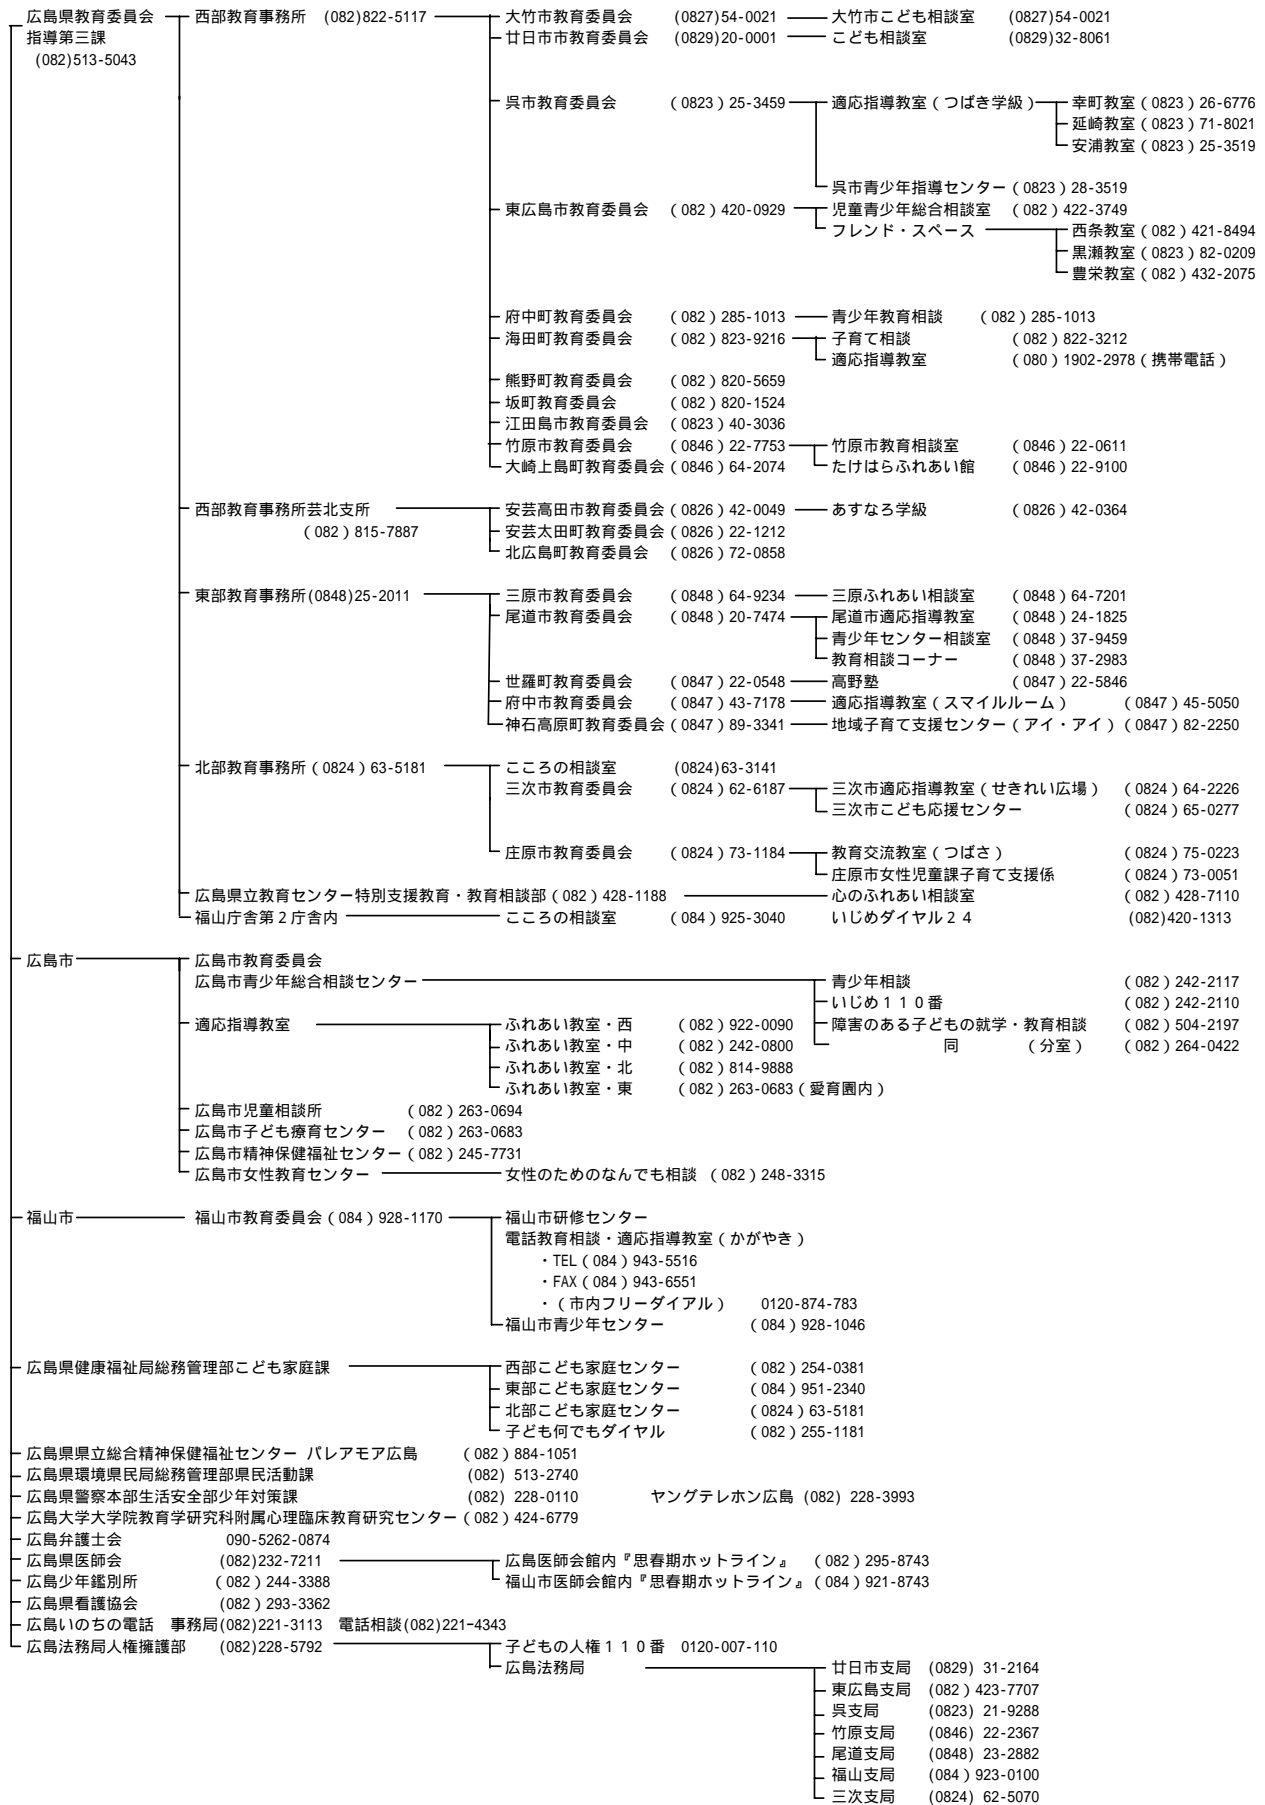 広島県教育委員会 西部教育事務所 (082)822-5117 大竹市教育委員会 (0827)54-0021 大竹市こども相談室 (0827)54-0021
指導第三課 廿日市市教育委員会 (0829)20-0001 こども相談室 (0829)32-8061
(082)513-5043
呉市教育委員会 (0823)25-3459 適応指導教室(つばき学級) 幸町教室(0823)26-6776
延崎教室(0823)71-8021
安浦教室(0823)25-3519
呉市青少年指導センター(0823)28-3519
東広島市教育委員会 (082)420-0929 児童青少年総合相談室 (082)422-3749
フレンド・スペース 西条教室(082)421-8494
黒瀬教室(0823)82-0209
豊栄教室(082)432-2075
府中町教育委員会 (082)285-1013 青少年教育相談 (082)285-1013
海田町教育委員会 (082)823-9216 子育て相談 (082)822-3212
適応指導教室 (080)1902-2978(携帯電話)
熊野町教育委員会 (082)820-5659
坂町教育委員会 (082)820-1524
江田島市教育委員会 (0823)40-3036
竹原市教育委員会 (0846)22-7753 竹原市教育相談室 (0846)22-0611
大崎上島町教育委員会(0846)64-2074 たけはらふれあい館 (0846)22-9100
西部教育事務所芸北支所 安芸高田市教育委員会(0826)42-0049 あすなろ学級 (0826)42-0364
(082)815-7887 安芸太田町教育委員会(0826)22-1212
北広島町教育委員会(0826)72-0858
東部教育事務所(0848)25-2011 三原市教育委員会 (0848)64-9234 三原ふれあい相談室 (0848)64-7201
尾道市教育委員会 (0848)20-7474 尾道市適応指導教室 (0848)24-1825
青少年センター相談室 (0848)37-9459
教育相談コーナー (0848)37-2983
世羅町教育委員会 (0847)22-0548 高野塾 (0847)22-5846
府中市教育委員会 (0847)43-7178 適応指導教室(スマイルルーム) (0847)45-5050
神石高原町教育委員会(0847)89-3341 地域子育て支援センター(アイ・アイ)(0847)82-2250
北部教育事務所(0824)63-5181 こころの相談室 (0824)63-3141
三次市教育委員会 (0824)62-6187 三次市適応指導教室(せきれい広場) (0824)64-2226
三次市こども応援センター (0824)65-0277
庄原市教育委員会 (0824)73-1184 教育交流教室(つばさ) (0824)75-0223
庄原市女性児童課子育て支援係 (0824)73-0051
広島県立教育センター特別支援教育・教育相談部(082)428-1188 心のふれあい相談室 (082)428-7110
福山庁舎第2庁舎内 こころの相談室 (084)925-3040 いじめダイヤル24 (082)420-1313
広島市 広島市教育委員会
広島市青少年総合相談センター 青少年相談 (082)242-2117
いじめ110番 (082)242-2110
適応指導教室 ふれあい教室・西 (082)922-0090 障害のある子どもの就学・教育相談 (082)504-2197
ふれあい教室・中 (082)242-0800 同 (分室) (082)264-0422
ふれあい教室・北 (082)814-9888
ふれあい教室・東 (082)263-0683(愛育園内)
広島市児童相談所 (082)263-0694
広島市子ども療育センター (082)263-0683
広島市精神保健福祉センター(082)245-7731
広島市女性教育センター 女性のためのなんでも相談 (082)248-3315
福山市 福山市教育委員会(084)928-1170 福山市研修センター
電話教育相談・適応指導教室(かがやき)
・TEL(084)943-5516
・FAX(084)943-6551
・(市内フリーダイアル) 0120-874-783
福山市青少年センター (084)928-1046
広島県健康福祉局総務管理部こども家庭課 西部こども家庭センター (082)254-0381
東部こども家庭センター (084)951-2340
北部こども家庭センター (0824)63-5181
子ども何でもダイヤル (082)255-1181
広島県県立総合精神保健福祉センター パレアモア広島 (082)884-1051
広島県環境県民局総務管理部県民活動課 (082) 513-2740
広島県警察本部生活安全部少年対策課 (082) 228-0110 ヤングテレホン広島 (082) 228-3993
広島大学大学院教育学研究科附属心理臨床教育研究センター(082)424-6779
広島弁護士会 090-5262-0874
広島県医師会 (082)232-7211 広島医師会館内『思春期ホットライン』 (082)295-8743
広島少年鑑別所 (082)244-3388 福山市医師会館内『思春期ホットライン』(084)921-8743
広島県看護協会 (082)293-3362
広島いのちの電話 事務局(082)221-3113 電話相談(082)221-4343
広島法務局人権擁護部 (082)228-5792 子どもの人権110番 0120-007-110
広島法務局 廿日市支局 (0829) 31-2164
東広島支局 (082)423-7707
呉支局 (0823) 21-9288
竹原支局 (0846) 22-2367
尾道支局 (0848) 23-2882
福山支局 (084)923-0100
三次支局 (0824) 62-5070